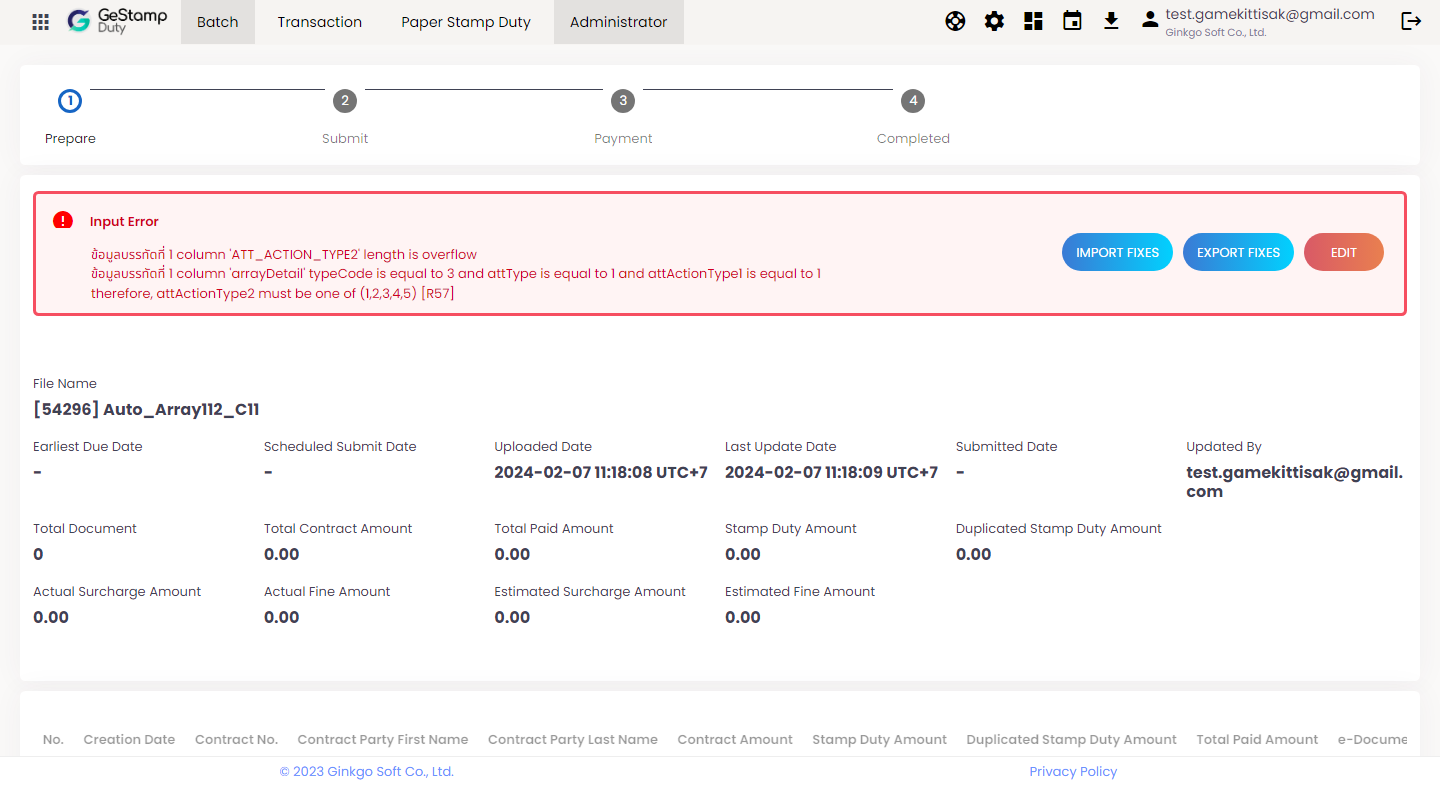 GeStamp
Duty
Batch
Transaction
Paper Stamp Duty
Administrator
test.gamekittisak@gmail.com
Ginkgo Soft Co., Ltd.
1
2
3
4
Prepare
Submit
Payment
Completed
Input Error
ข้อมูลบรรทัดที่ 1 column 'ATT_ACTION_TYPE2' length is overflow
ข้อมูลบรรทัดที่ 1 column 'arrayDetail' typeCode is equal to 3 and attType is equal to 1 and attActionType1 is equal to 1
therefore, attActionType2 must be one of (1,2,3,4,5) [R57]
IMPORT FIXES
EXPORT FIXES
EDIT
File Name
[54296] Auto_Array112_C11
Earliest Due Date
Scheduled Submit Date
Uploaded Date
Last Update Date
Submitted Date
Updated By
-
-
2024-02-07 11:18:08 UTC+7
2024-02-07 11:18:09 UTC+7
-
test.gamekittisak@gmail.
com
Total Document
Total Contract Amount
Total Paid Amount
Stamp Duty Amount
Duplicated Stamp Duty Amount
0
0.00
0.00
0.00
0.00
Actual Surcharge Amount
Actual Fine Amount
Estimated Surcharge Amount
Estimated Fine Amount
0.00
0.00
0.00
0.00
No.
Creation Date
Contract No.
Contract Party First Name
Contract Party Last Name
Contract Amount
Stamp Duty Amount
Duplicated Stamp Duty Amount
Total Paid Amount
e-Docume
© 2023 Ginkgo Soft Co., Ltd.
Privacy Policy